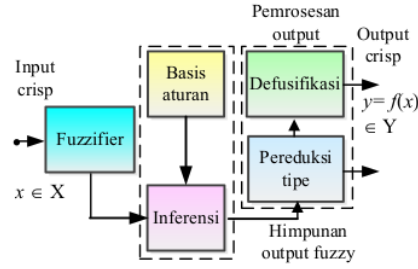 Pemrosesan
output
Output
crisp
Input
crisp
Basis
aturan
Defusifikasi
y= f(x)
∈ Y
Fuzzifier
Pereduksi
tipe
x ∈ X
Inferensi
Himpunan
output fuzzy